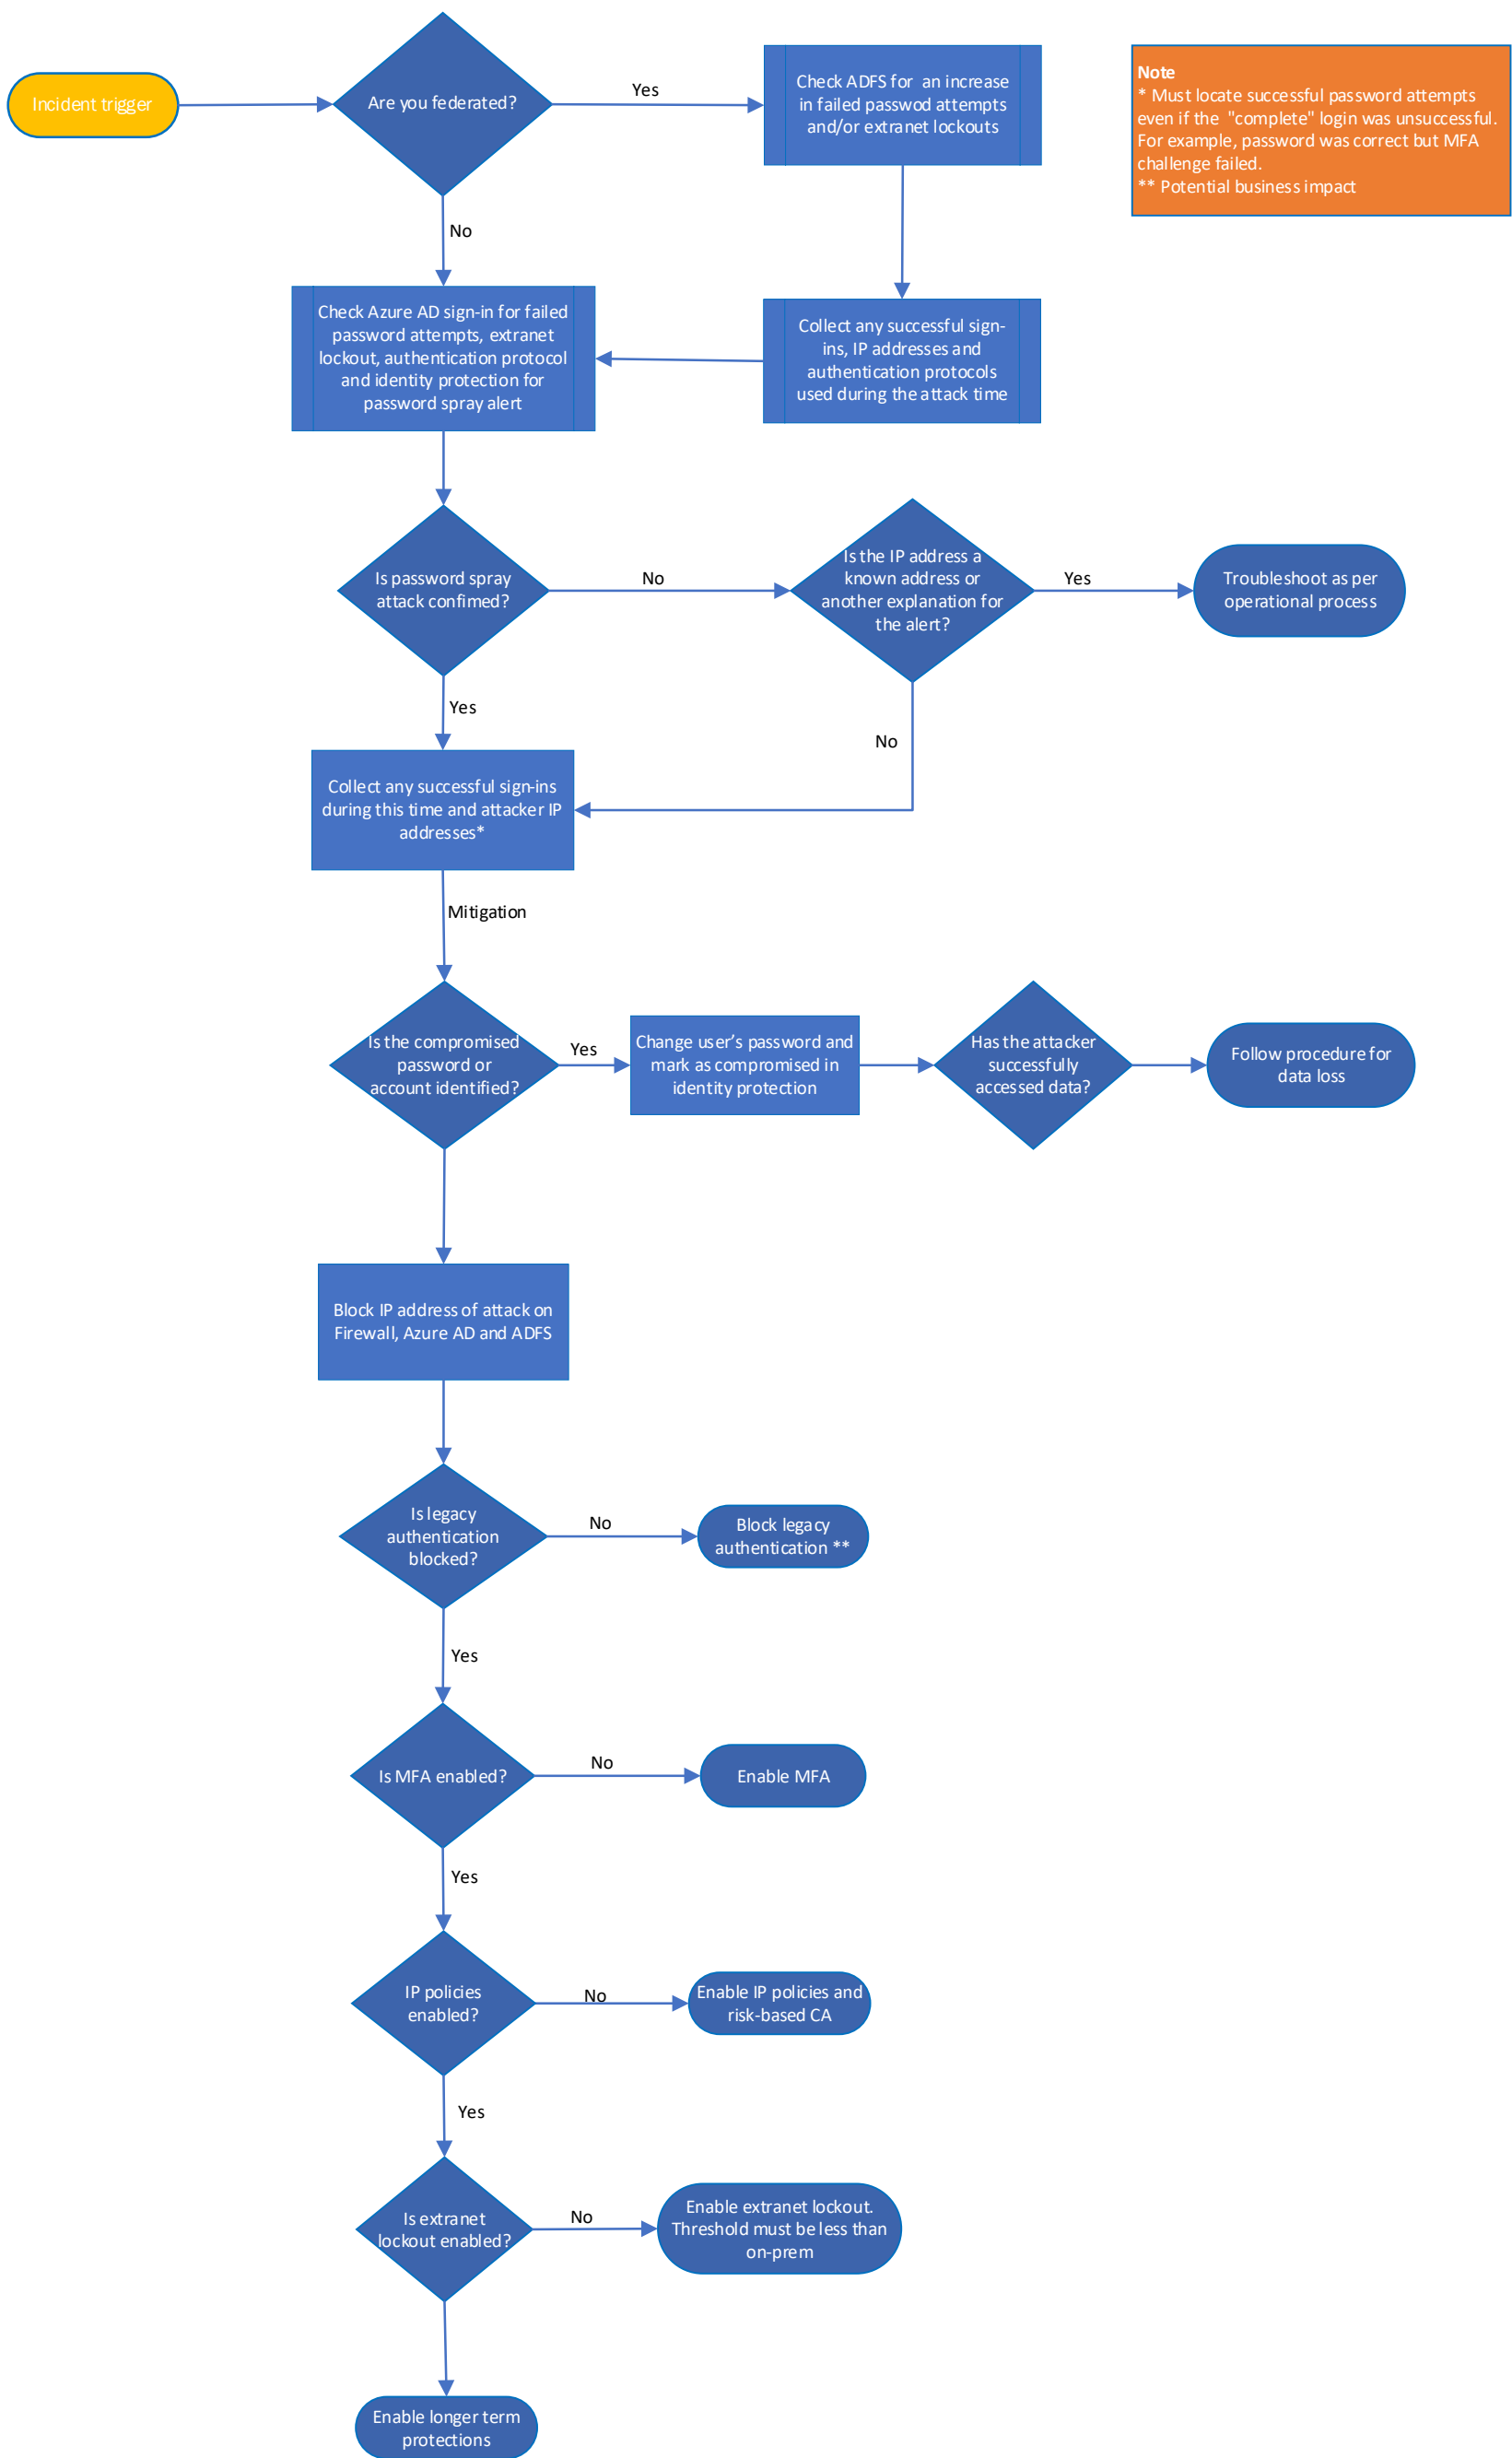 Incident trigger
Are you federated?
Yes
Check ADFS for  an increase
in failed passwod attempts
and/or extranet lockouts
Note
* Must locate successful password attempts
even if the  "complete" login was unsuccessful.
For example, password was correct but MFA
challenge failed.
** Potential business impact
No
Check Azure AD sign-in for failed
password attempts, extranet
lockout, authentication protocol
and identity protection for
password spray alert
Collect any successful sign-
ins, IP addresses and
authentication protocols
used during the attack time
Is password spray
attack confimed?
No
Is the IP address a
known address or
another explanation for
the alert?
Yes
Troubleshoot as per
operational process
Yes
No
Collect any successful sign-ins
during this time and attacker IP
addresses*
Mitigation
Is the compromised
password or
account identified?
Yes
Change user’s password and
mark as compromised in
identity protection
Has the attacker
successfully
accessed data?
Follow procedure for
data loss
Block IP address of attack on
Firewall, Azure AD and ADFS
Is legacy
authentication
blocked?
No
Block legacy
authentication **
Yes
Is MFA enabled?
No
Enable MFA
Yes
IP policies
enabled?
No
Enable IP policies and
risk-based CA
Yes
Is extranet
lockout enabled?
No
Enable extranet lockout.
Threshold must be less than
on-prem
Enable longer term
protections